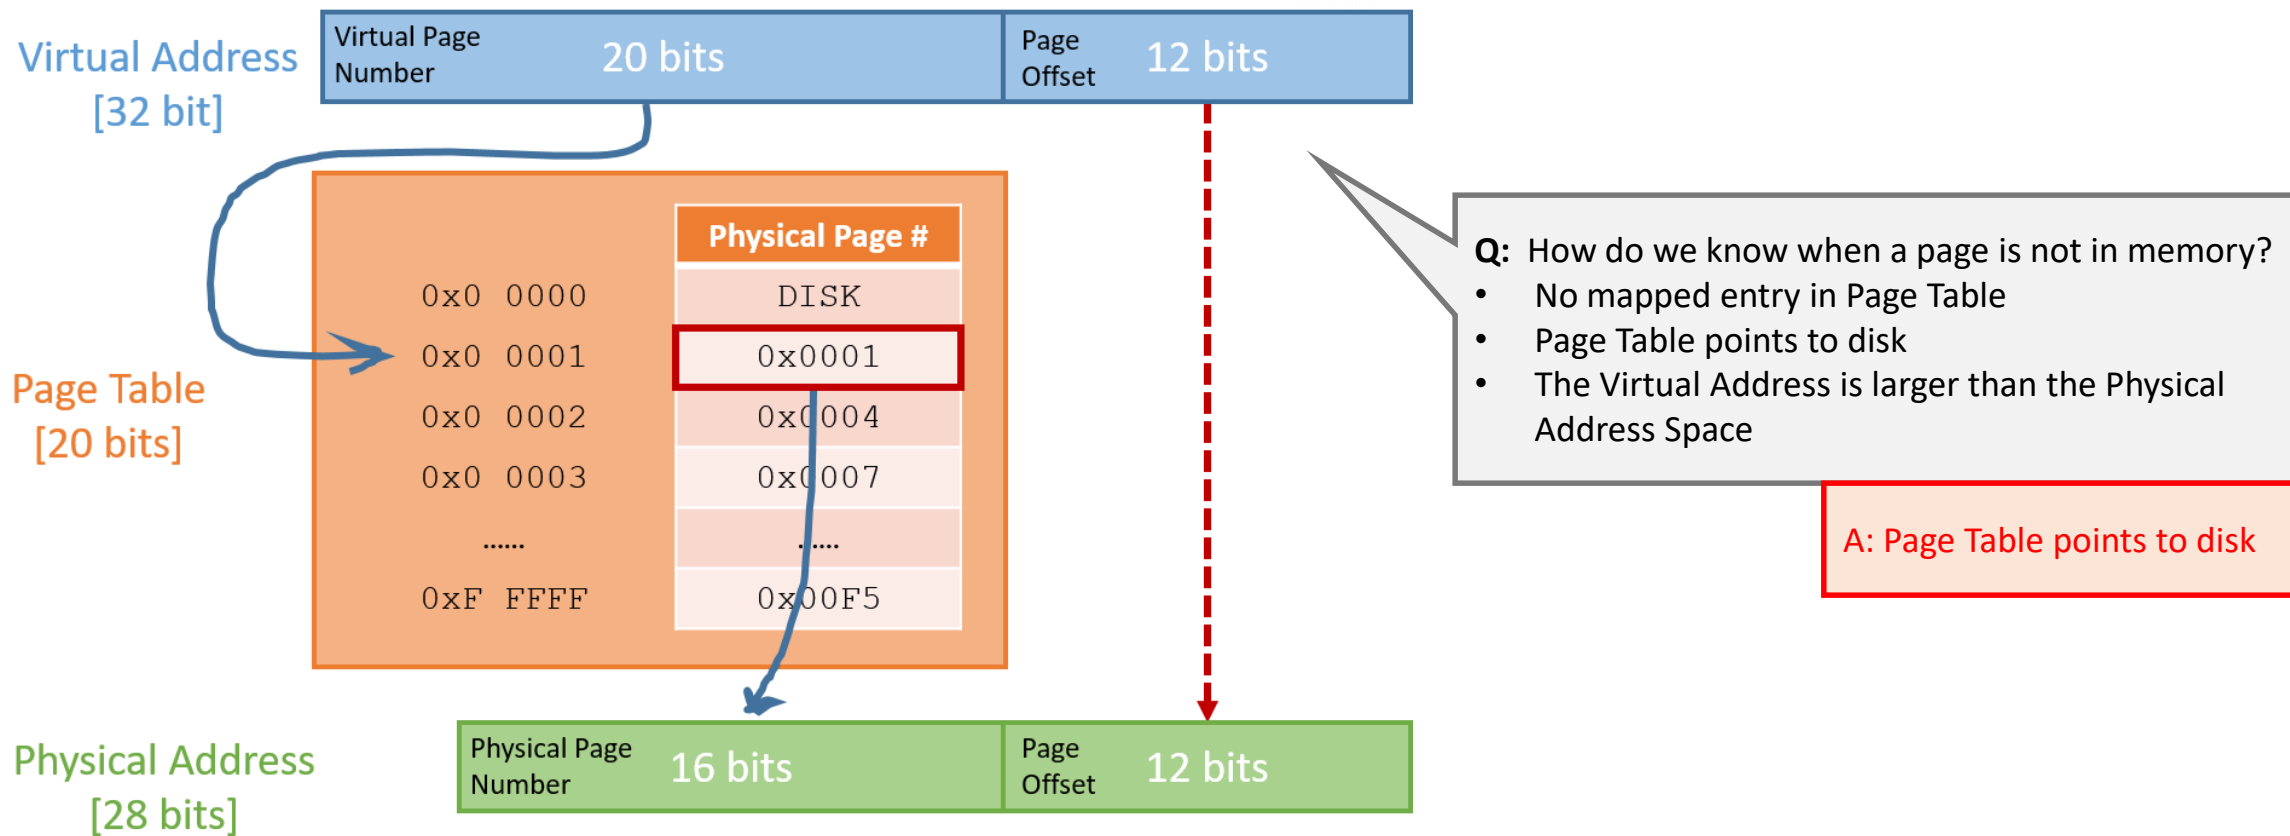 Virtual Address
[32 bit]
Virtual Page
Number
20 bits
Page
Offset
12 bits
Physical Page #
0x0 0000
DISK
0x0 0001
0x0001
0x0 0002
0x0004
0x0 0003
0x0007
......
......
0xF FFFF
0x00F5
Page Table
[20 bits]
Q: How do we know when a page is not in memory?
• No mapped entry in Page Table
• Page Table points to disk
• The Virtual Address is larger than the Physical
Address Space
A: Page Table points to disk
Physical Address
[28 bits]
Physical Page
Number
16 bits
Page
Offset
12 bits